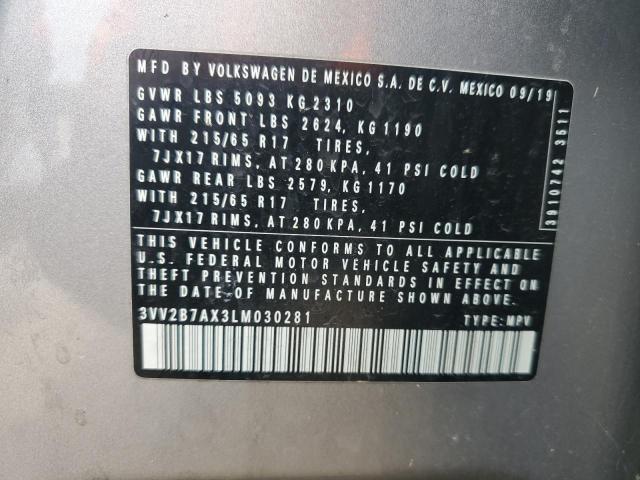 MFD BY VOLKSWAGEN DE MEXICO S.A. DE C.V. MEXICO 09/19
GVWR LBS 5093 KG 2310
GAWR FRONT LBS 2624, KG 1190
WITH 215/65 R17 TIRES,
7JX17 RIMS, AT 280 KPA, 41 PSI COLD
GAWR REAR LBS 2579, KG 1170
WITH 215/65 R17 TIRES,
7JX17 RIMS, AT 280 KPA, 41 PSI COLD
THIS VEHICLE CONFORMS TO ALL APPLICABLE
U.S. FEDERAL MOTOR VEHICLE SAFETY AND
THEFT PREVENTION STANDARDS IN EFFECT ON
THE DATE OF MANUFACTURE SHOWN ABOVE
3VV2B7AX3LM030281 TYPE: MPV
3910742 3511